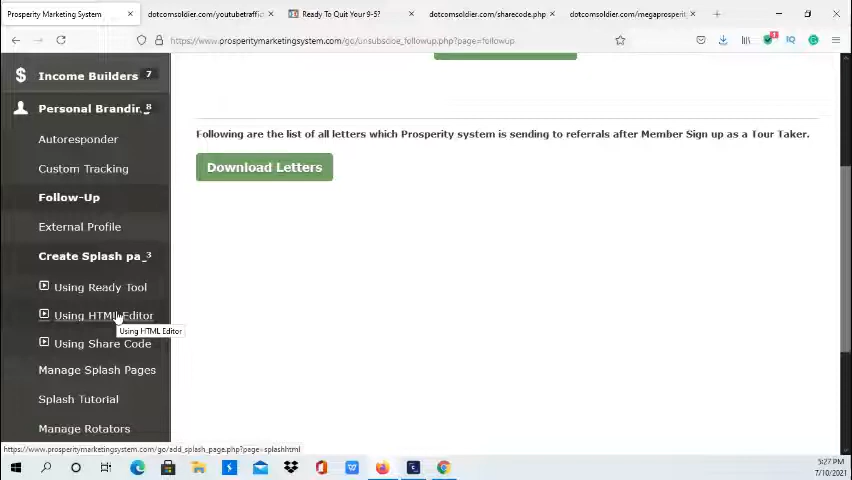 Prosperity Marketing System
dotcomsoldier.com/youtubetraffic
Ready To Quit Your 9-5?
dotcomsoldier.com/sharecode.php
dotcomsoldier.com/megaprosperit
https://www.prosperitymarketingsystem.com/go/unsubscibe_followup.php?page=followup
Income Builders 7
Personal Branding 8
Autoresponder
Custom Tracking
Follow-Up
External Profile
Create Splash pa_ 3
Using Ready Tool
Using HTML Editor
Using HTML Editor
Using Share Code
Manage Splash Pages
Splash Tutorial
Manage Rotators
Following are the list of all letters which Prosperity system is sending to referrals after Member Sign up as a Tour Taker.
Download Letters
https://www.prosperitymarketingsystem.com/go/add_splash_page.php?page=splashhtml
5:27 PM
7/10/2021